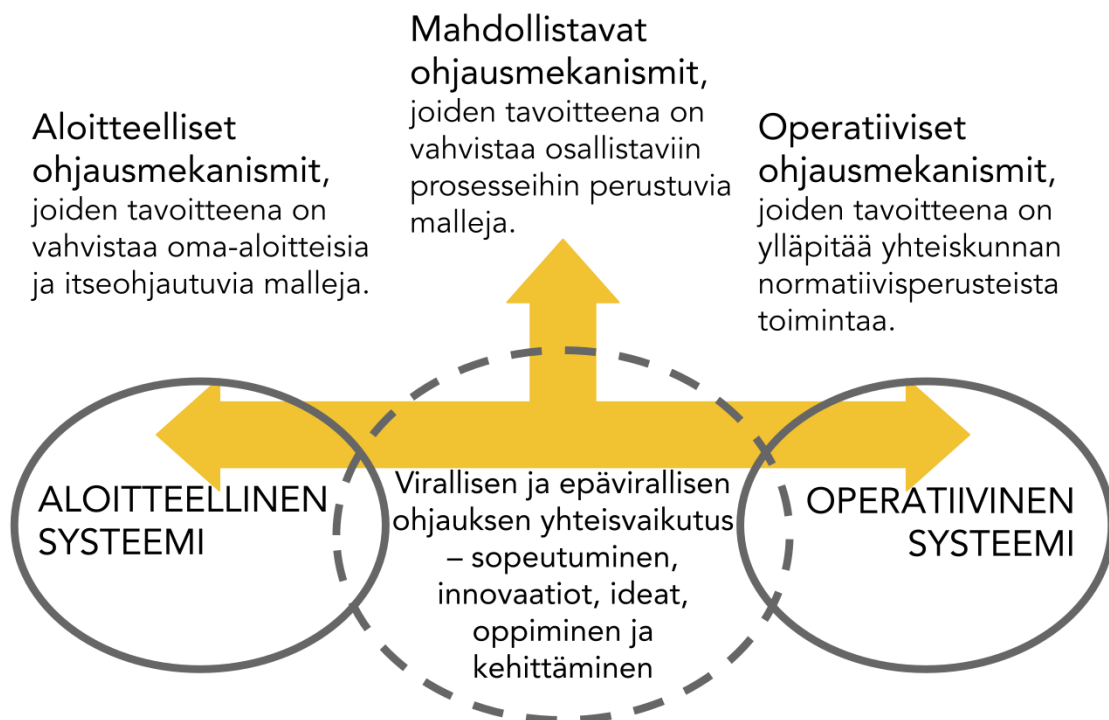 Aloitteelliset
ohjausmekanismit,
joiden tavoitteena on
vahvistaa oma-aloitteisia
ja itseohjautuvia malleja.
Mahdollistavat
ohjausmekanismit,
joiden tavoitteena on
vahvistaa osallistaviin
prosesseihin perustuvia
malleja.
Operatiiviset
ohjausmekanismit,
joiden tavoitteena on
ylläpitää yhteiskunnan
normatiivisperusteista
toimintaa.
ALOITTEELLINEN
SYSTEEMI
Virallisen ja epävirallisen
ohjauksen yhteisvaikutus
– sopeutuminen,
innovaatiot, ideat,
oppiminen ja
kehittäminen
OPERATIIVINEN
SYSTEEMI